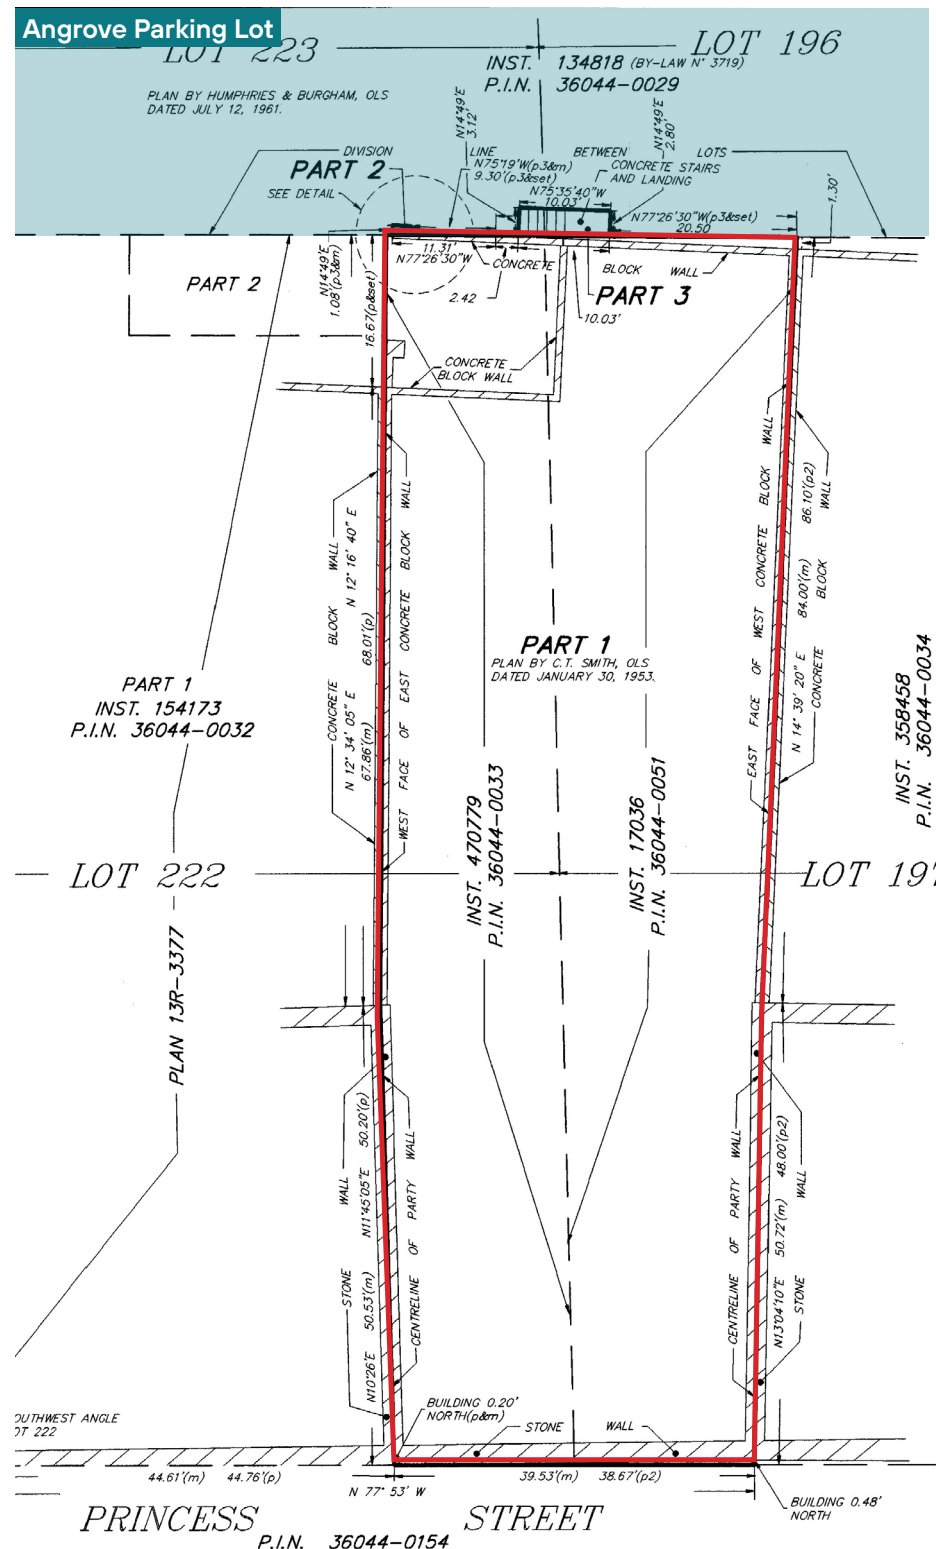 Angrove Parking Lot
LOT 223
LOT 196
INST. 134818 (BY-LAW N° 3719)
P.I.N. 36044-0029
PLAN BY HUMPHRIES & BURGHAM, OLS
DATED JULY 12, 1961.
N14°49'E
3.12'
N14°49'E
2.80'
DIVISION LINE BETWEEN LOTS
PART 2
N75°19'W(p3&m)
9.30'(p3&set)
CONCRETE STAIRS
AND LANDING
SEE DETAIL
N75°35'40"W
10.03'
1.30'
N77°26'30"W(p3&set)
20.50
11.31'
N77°26'30"W
CONCRETE BLOCK WALL
N14°49'E
1.08'(p3&m)
PART 2
2.42
PART 3
10.03'
16.67(p&set)
CONCRETE
BLOCK WALL
CONCRETE BLOCK WALL
N 12° 16' 40" E
68.01'(p)
N 12° 34' 05" E
67.86'(m)
WEST FACE OF EAST CONCRETE BLOCK WALL
EAST FACE OF WEST CONCRETE BLOCK WALL
86.10'(p2)
84.00'(m)
N 14° 39' 20" E
CONCRETE BLOCK WALL
PART 1
PLAN BY C.T. SMITH, OLS
DATED JANUARY 30, 1953.
PART 1
INST. 154173
P.I.N. 36044-0032
INST. 358458
P.I.N. 36044-0034
INST. 470779
P.I.N. 36044-0033
INST. 17036
P.I.N. 36044-0051
LOT 222
LOT 197
PLAN 13R-3377
STONE WALL
N11°45'05"E 50.20'(p)
N10°26'E 50.53'(m)
CENTRELINE OF PARTY WALL
CENTRELINE OF PARTY WALL
50.72'(m) 48.00'(p2)
N13°04'10"E
STONE WALL
BUILDING 0.20'
NORTH(p&m)
STONE WALL
OUTHWEST ANGLE
OT 222
44.61'(m) 44.76'(p)
39.53'(m) 38.67'(p2)
N 77° 53' W
BUILDING 0.48'
NORTH
PRINCESS STREET
P.I.N. 36044-0154